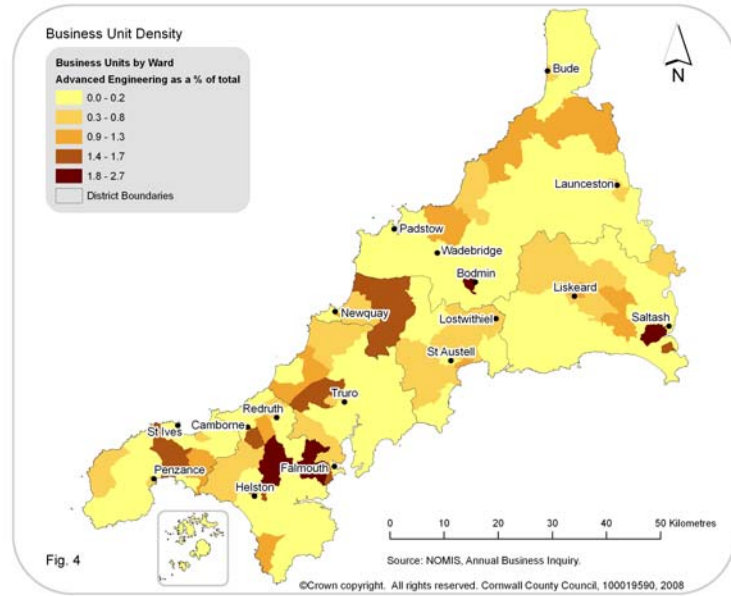 Business Unit Density
Business Units by Ward
Advanced Engineering as a % of total
0.0 - 0.2
0.3 - 0.8
0.9 - 1.3
1.4 - 1.7
1.8 - 2.7
District Boundaries
N
Bude
Launceston
Padstow
Wadebridge
Bodmin
Newquay
Lostwithiel
Liskeard
Saltash
St Austell
Truro
Redruth
Camborne
St Ives
Penzance
Falmouth
Helston
0 10 20 30 40 50 Kilometres
Fig. 4
Source: NOMIS, Annual Business Inquiry.
©Crown copyright. All rights reserved. Cornwall County Council, 100019590, 2008